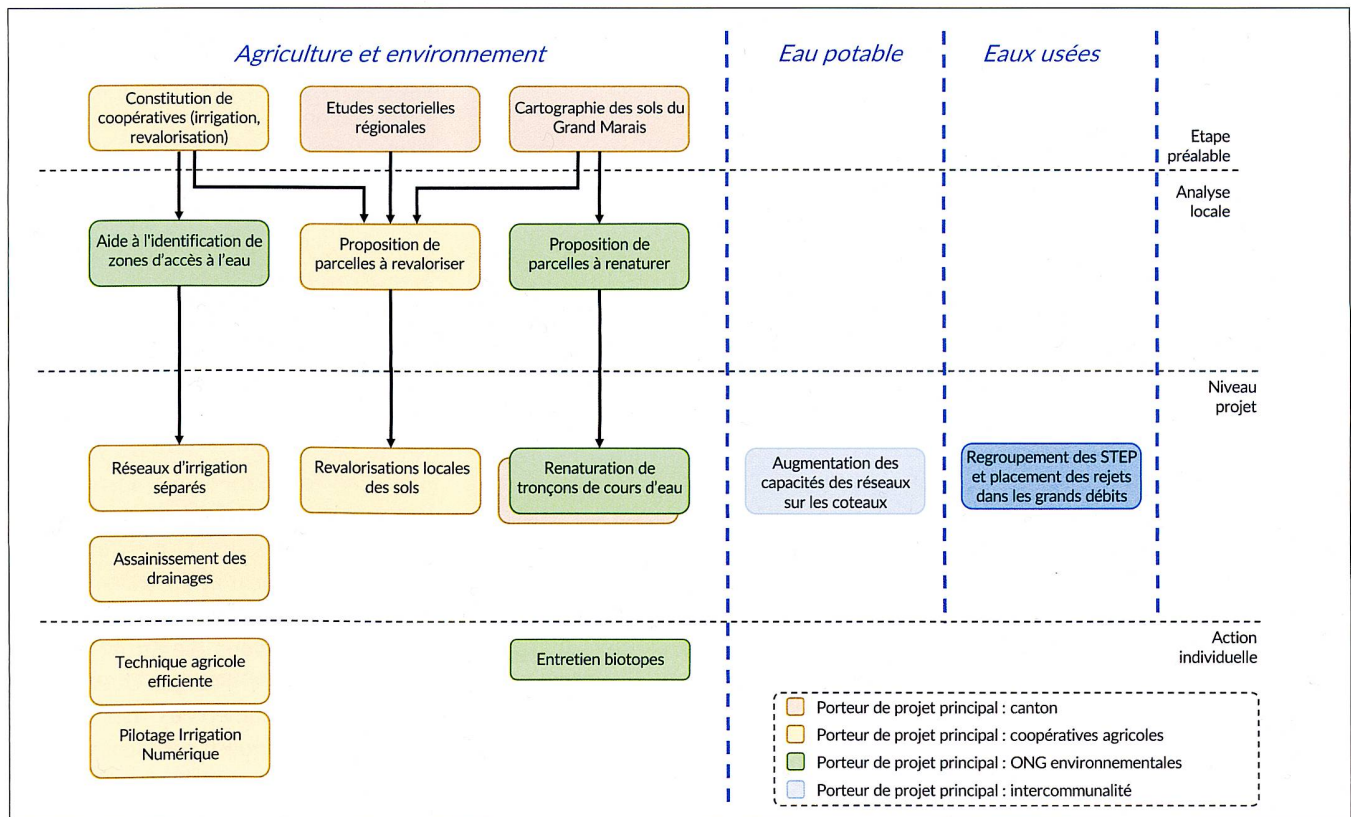 Agriculture et environnement
Eau potable
Eaux usées
Constitution de
coopératives (irrigation,
revalorisation)
Etudes sectorielles
régionales
Cartographie des sols du
Grand Marais
Etape
préalable
Analyse
locale
Aide à l'identification de
zones d'accès à l'eau
Proposition de
parcelles à revaloriser
Proposition de
parcelles à renaturer
Niveau
projet
Réseaux d'irrigation
séparés
Revalorisations locales
des sols
Renaturation de
tronçons de cours d'eau
Augmentation des
capacités des réseaux
sur les coteaux
Regroupement des STEP
et placement des rejets
dans les grands débits
Assainissement des
drainages
Action
individuelle
Technique agricole
efficiente
Entretien biotopes
Pilotage Irrigation
Numérique
Porteur de projet principal : canton
Porteur de projet principal : coopératives agricoles
Porteur de projet principal : ONG environnementales
Porteur de projet principal : intercommunalité